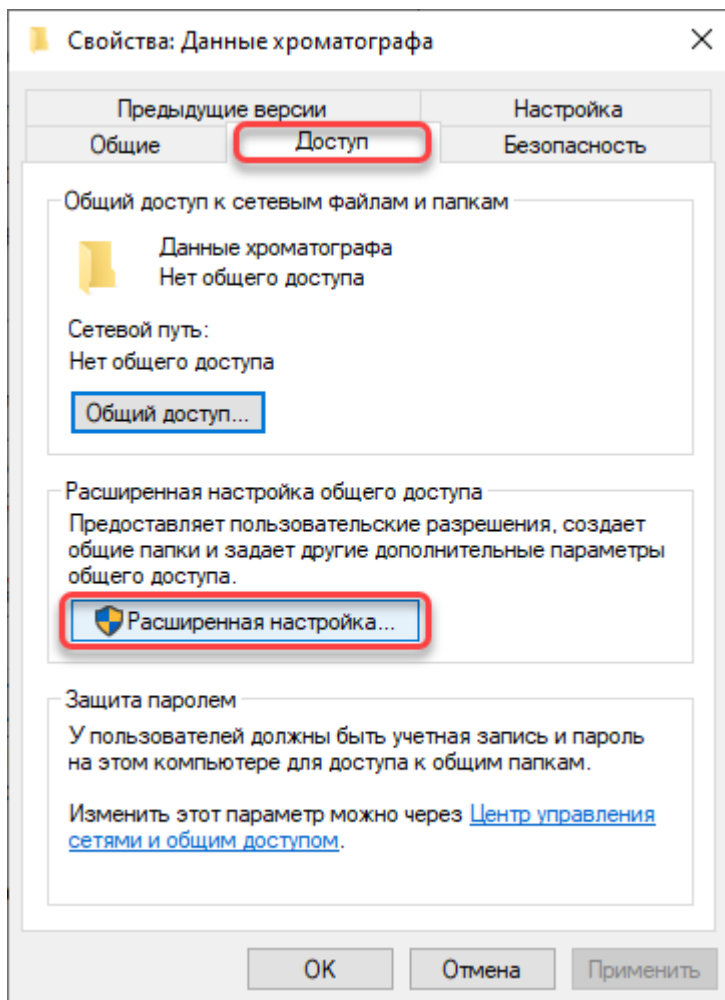 Свойства: Данные хроматографа
Предыдущие версии
Настройка
Общие
Доступ
Безопасность
Общий доступ к сетевым файлам и папкам
Данные хроматографа
Нет общего доступа
Сетевой путь:
Нет общего доступа
Общий доступ...
Расширенная настройка общего доступа
Предоставляет пользовательские разрешения, создает
общие папки и задает другие дополнительные параметры
общего доступа.
Расширенная настройка...
Защита паролем
У пользователей должны быть учетная запись и пароль
на этом компьютере для доступа к общим папкам.
Изменить этот параметр можно через Центр управления
сетями и общим доступом.
OK
Отмена
Применить